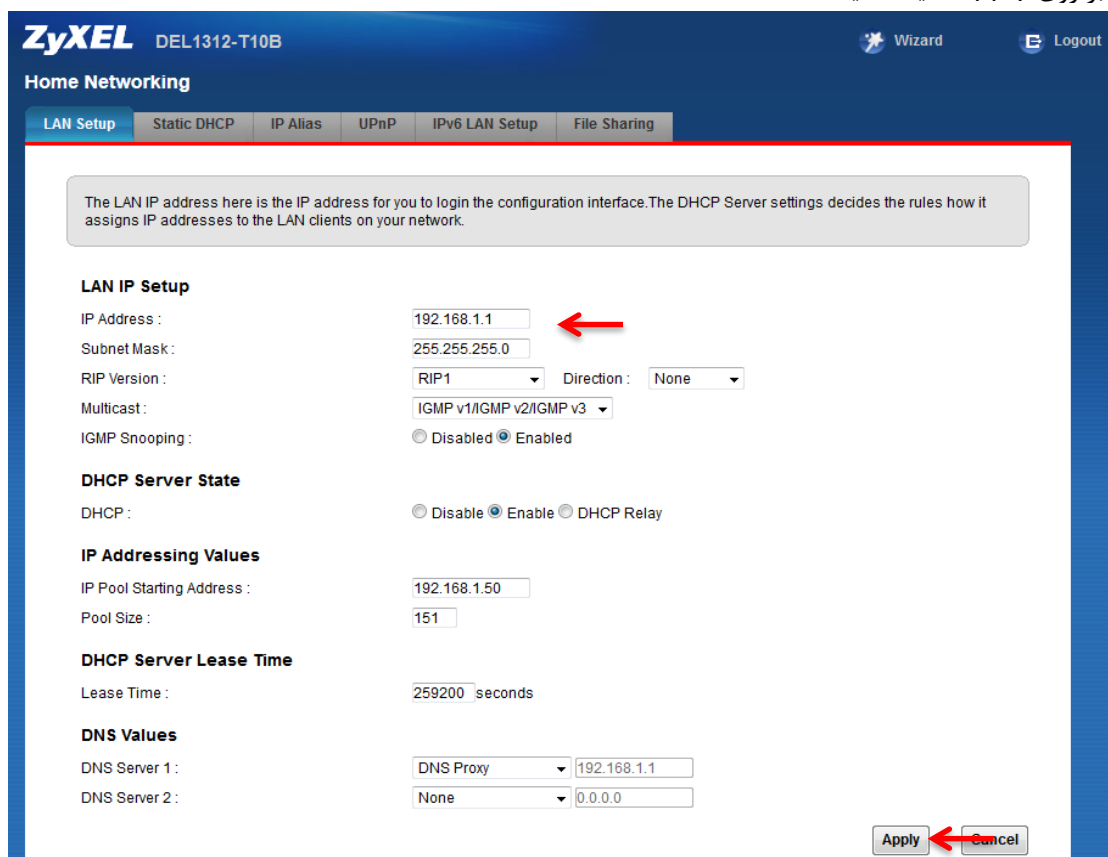 ZyXEL DEL1312-T10B Wizard Logout
Home Networking
LAN Setup Static DHCP IP Alias UPnP IPv6 LAN Setup File Sharing
The LAN IP address here is the IP address for you to login the configuration interface.The DHCP Server settings decides the rules how it
assigns IP addresses to the LAN clients on your network.
LAN IP Setup
IP Address : 192.168.1.1
Subnet Mask : 255.255.255.0
RIP Version : RIP1 Direction : None
Multicast : IGMP v1/IGMP v2/IGMP v3
IGMP Snooping : Disabled Enabled
DHCP Server State
DHCP : Disable Enable DHCP Relay
IP Addressing Values
IP Pool Starting Address : 192.168.1.50
Pool Size : 151
DHCP Server Lease Time
Lease Time : 259200 seconds
DNS Values
DNS Server 1 : DNS Proxy 192.168.1.1
DNS Server 2 : None 0.0.0.0
Apply Cancel